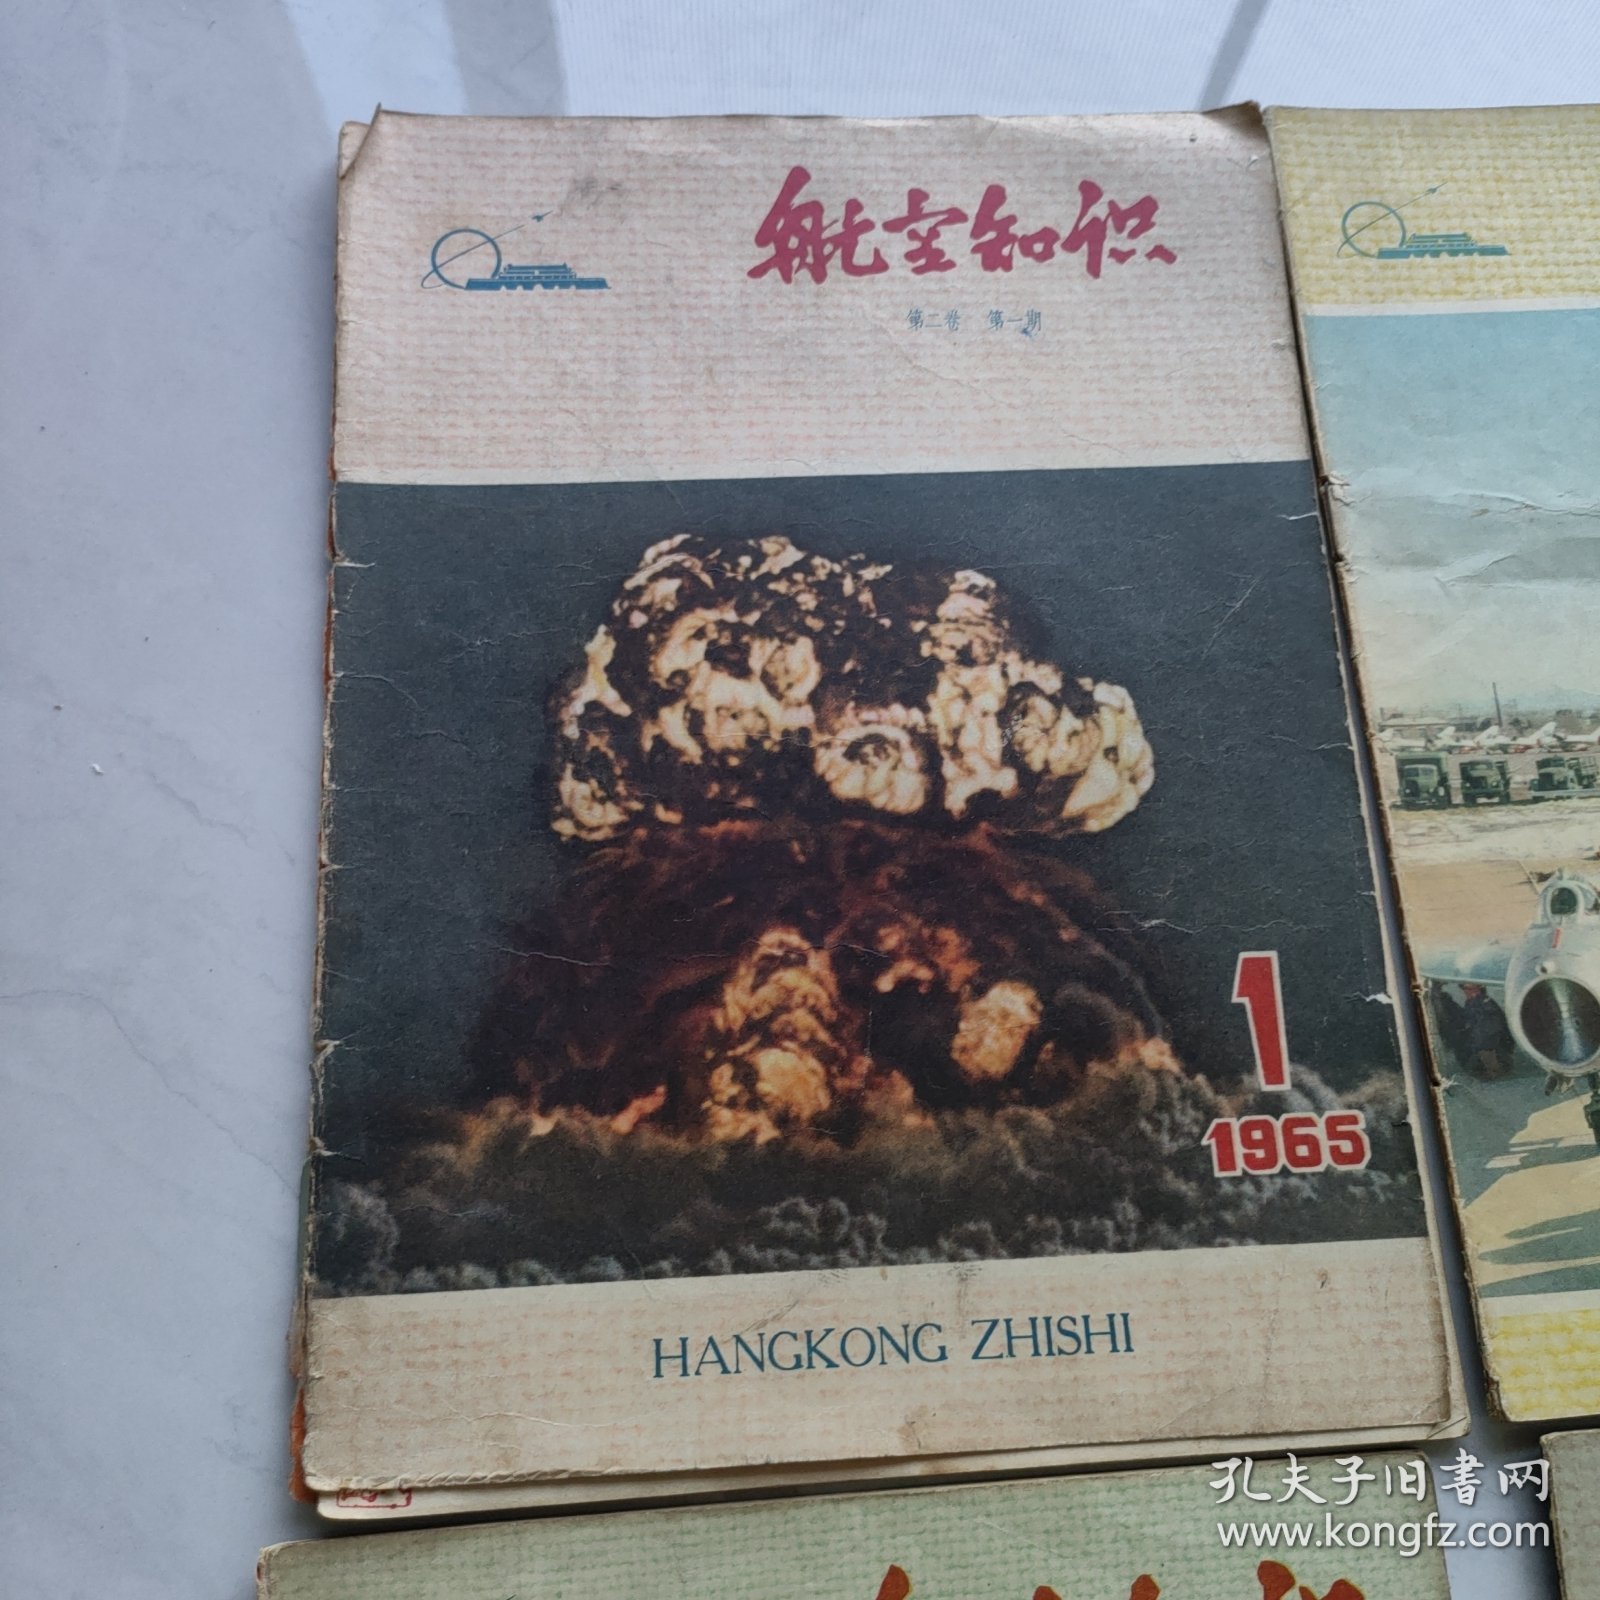 航空知识
第二卷 第一期
1
1965
HANGKONG ZHISHI
孔夫子旧书网
www.kongfz.com